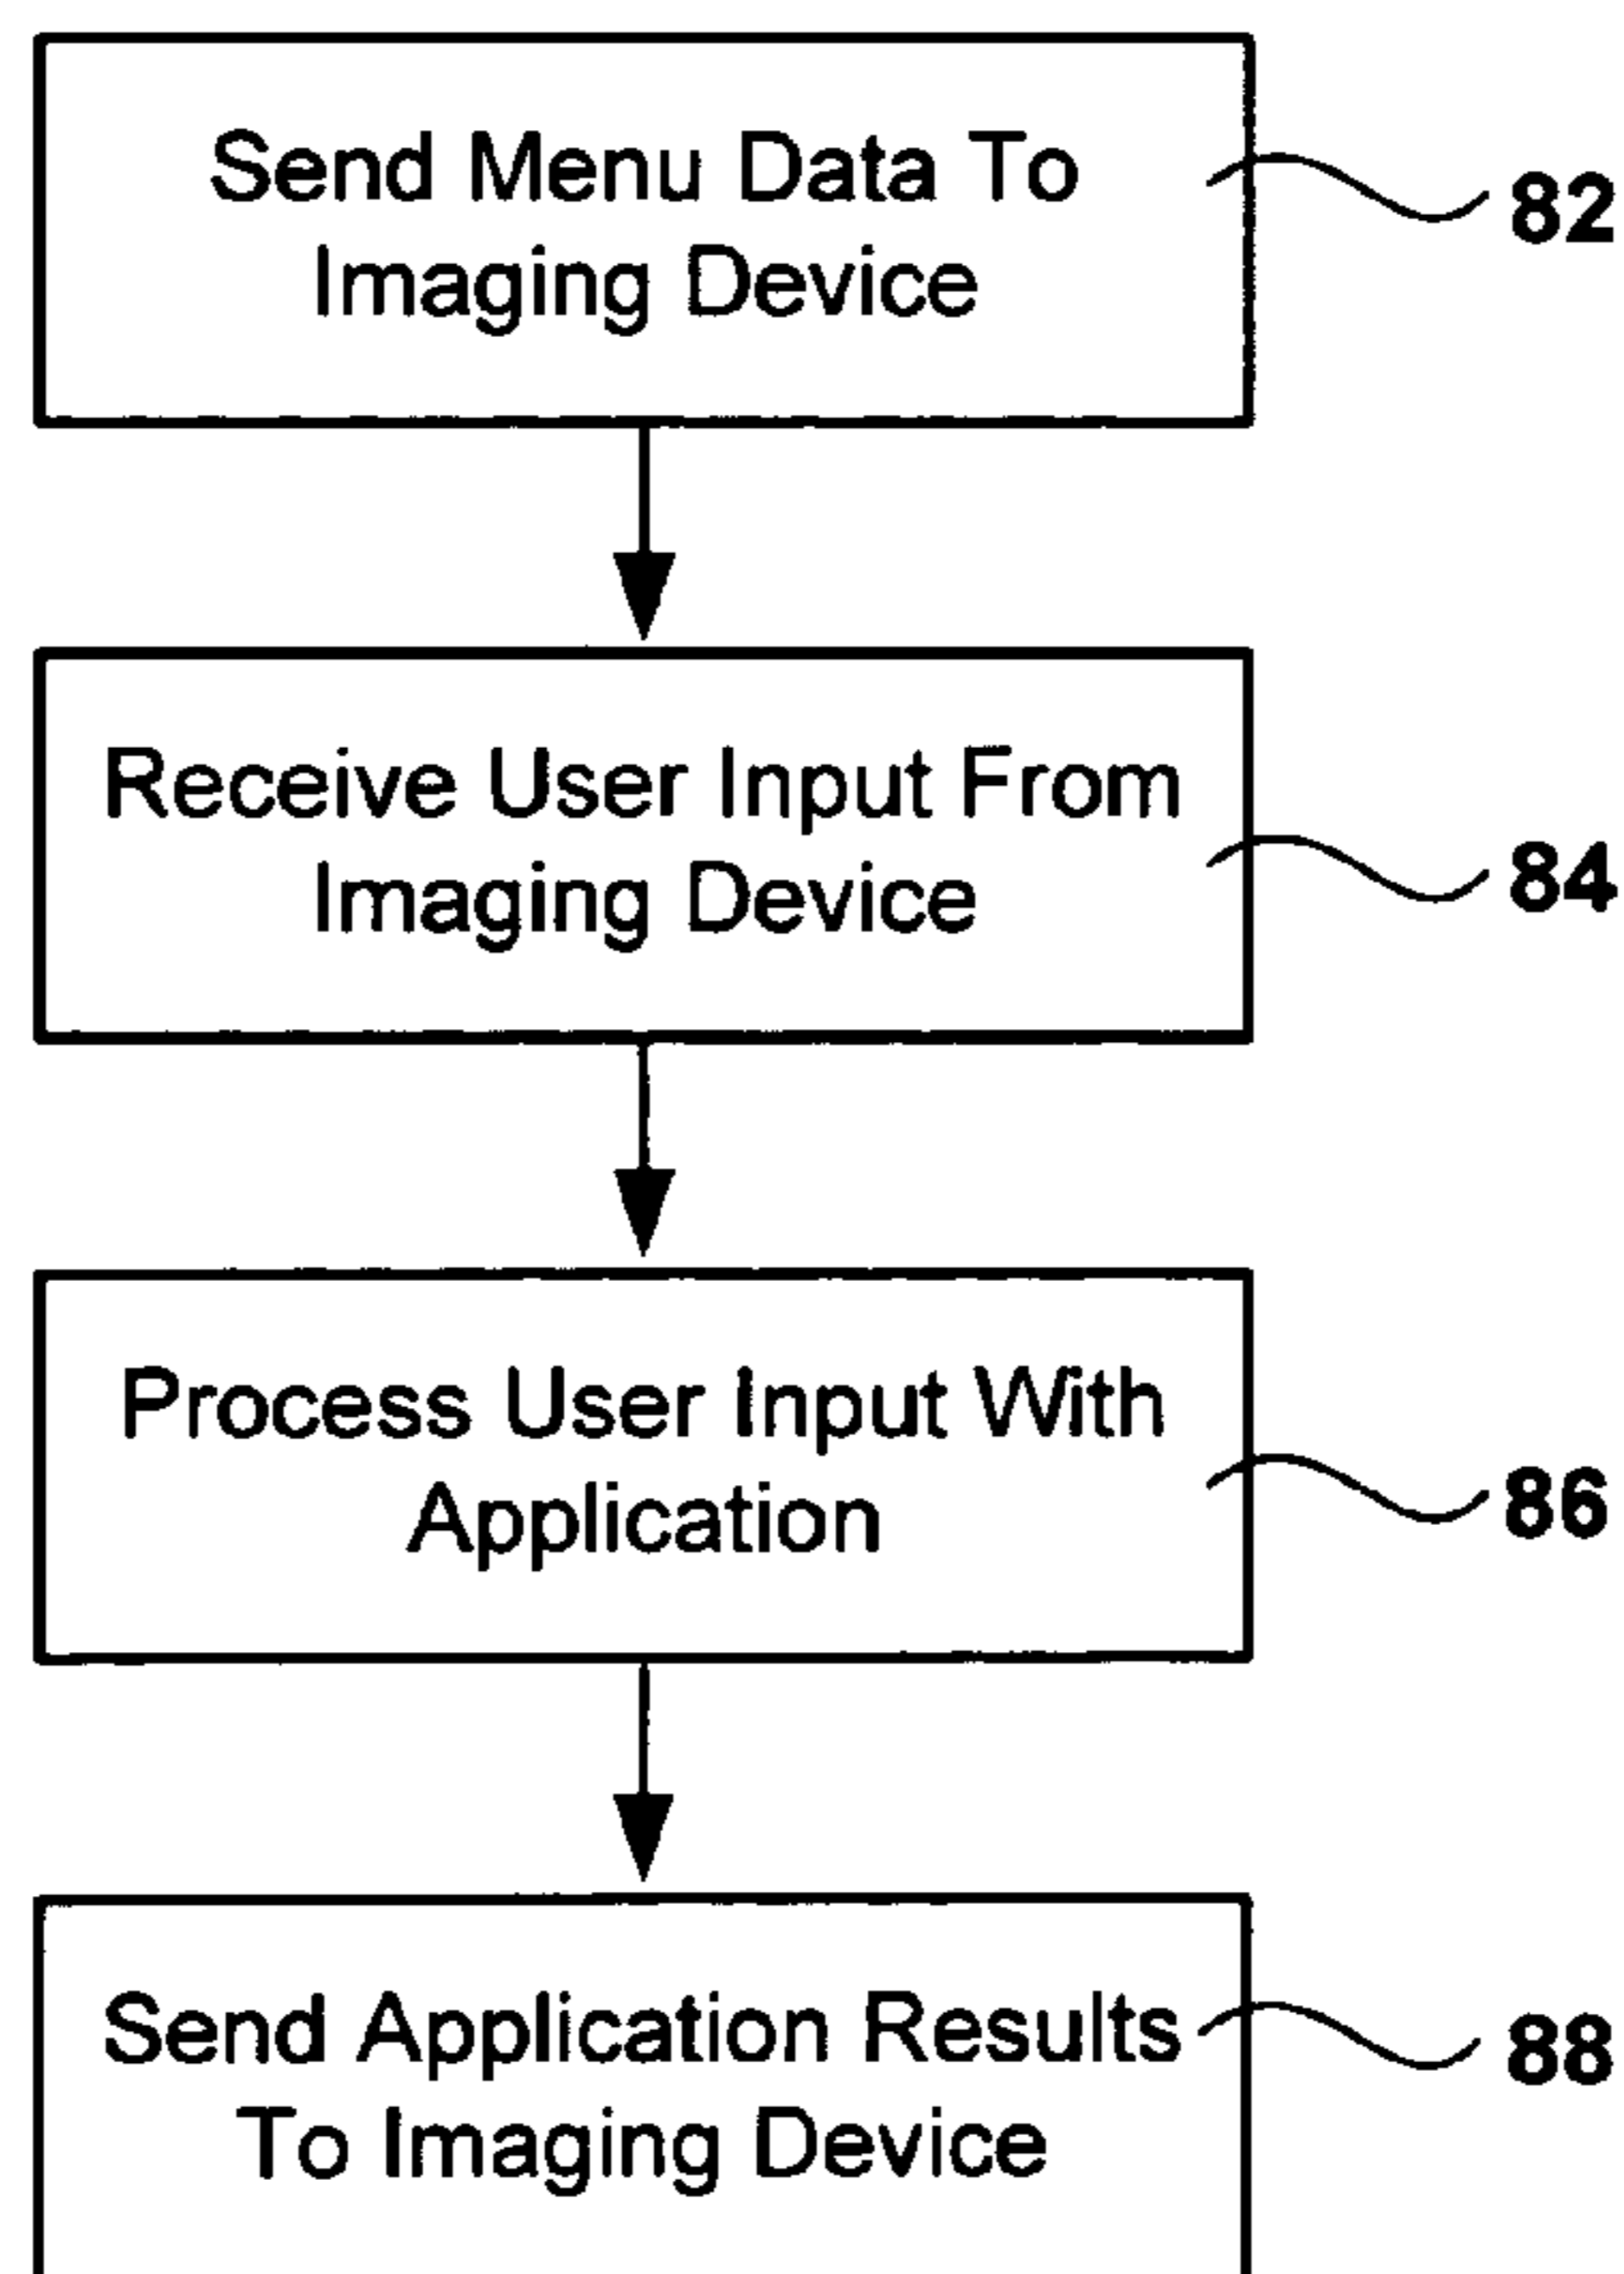 Send Menu Data To
Imaging Device
82
Receive User Input From
Imaging Device
84
Process User Input With
Application
86
Send Application Results
To Imaging Device
88